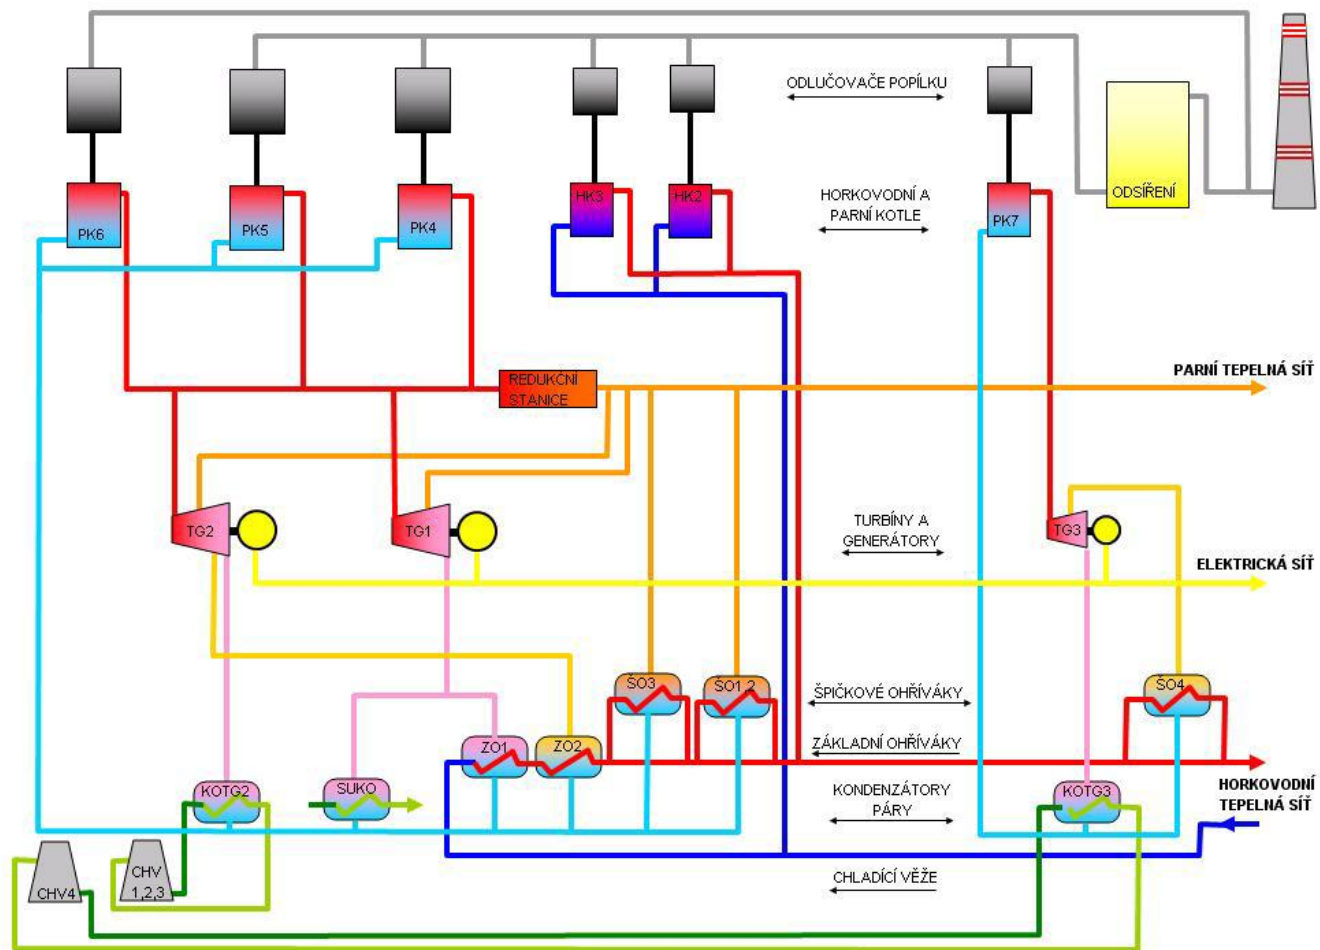 ODLUČOVAČE POPÍLKU
ODSÍŘENÍ
PK6
PK5
PK4
HK3
HK2
HORKOVODNÍ A
PARNÍ KOTLE
PK7
REDUKČNÍ
STANICE
PARNÍ TEPELNÁ SÍŤ
TG2
TG1
TURBÍNY A
GENERÁTORY
TG3
ELEKTRICKÁ SÍŤ
ŠO3
ŠO1,2
ŠPIČKOVÉ OHŘÍVÁKY
ŠO4
ZO1
ZO2
ZÁKLADNÍ OHŘÍVÁKY
KOTG2
SUKO
KONDENZÁTORY
PÁRY
KOTG3
HORKOVODNÍ
TEPELNÁ SÍŤ
CHV4
CHV
1,2,3
CHLADÍCÍ VĚŽE